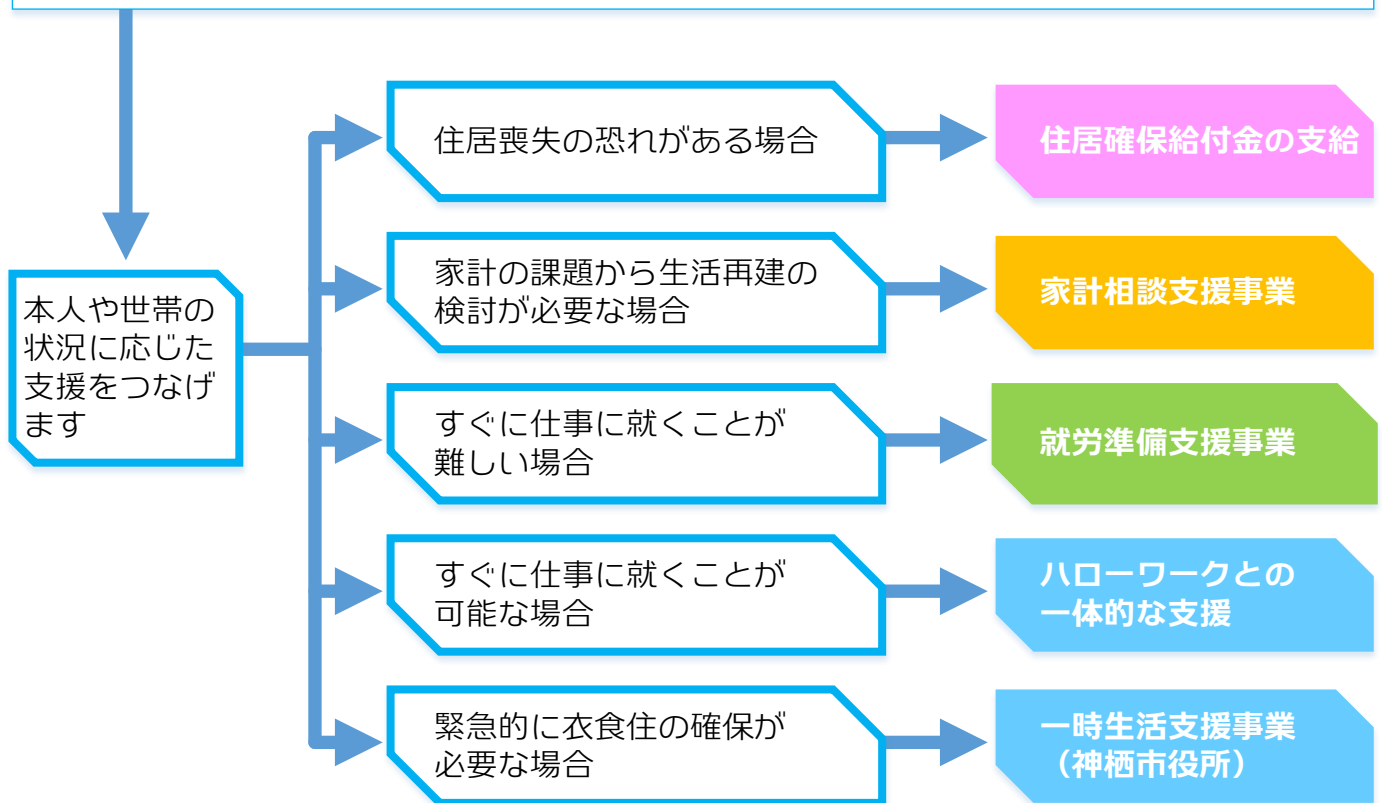 本人や世帯の
状況に応じた
支援をつなげ
ます
住居喪失の恐れがある場合
住居確保給付金の支給
家計の課題から生活再建の
検討が必要な場合
家計相談支援事業
すぐに仕事に就くことが
難しい場合
就労準備支援事業
すぐに仕事に就くことが
可能な場合
ハローワークとの
一体的な支援
緊急的に衣食住の確保が
必要な場合
一時生活支援事業
（神栖市役所）